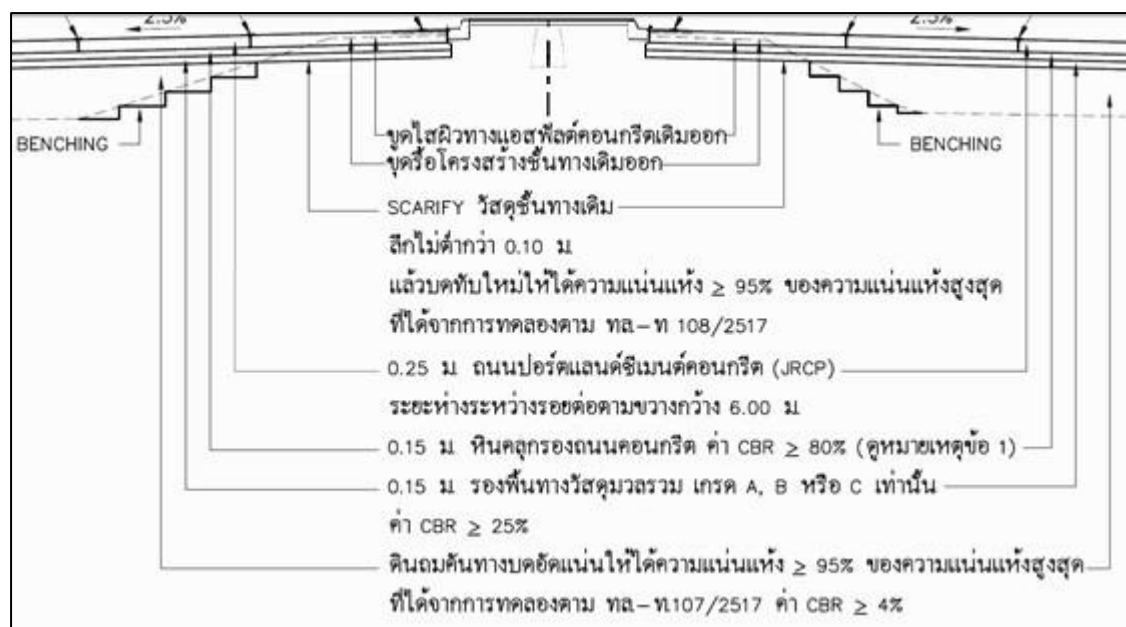 2.5% 2.5%
BENCHING BENCHING
ขูดไสผิวทางแอสฟัลต์คอนกรีตเดิมออก
ขุดรื้อโครงสร้างชั้นทางเดิมออก
SCARIFY วัสดุชั้นทางเดิม
ลึกไม่ต่ำกว่า 0.10 ม.
แล้วบดทับใหม่ให้ได้ความแน่นแห้ง ≥ 95% ของความแน่นแห้งสูงสุด
ที่ได้จากการทดลองตาม ทล.-ท 108/2517
0.25 ม. ถนนปอร์ตแลนด์ซีเมนต์คอนกรีต (JRCP)
ระยะห่างระหว่างรอยต่อตามขวางกว้าง 6.00 ม.
0.15 ม. หินคลุกรองถนนคอนกรีต ค่า CBR ≥ 80% (ดูหมายเหตุข้อ 1)
0.15 ม. รองพื้นทางวัสดุมวลรวม เกรด A, B หรือ C เท่านั้น
ค่า CBR ≥ 25%
ดินถมคันทางบดอัดแน่นให้ได้ความแน่นแห้ง ≥ 95% ของความแน่นแห้งสูงสุด
ที่ได้จากการทดลองตาม ทล.-ท.107/2517 ค่า CBR ≥ 4%